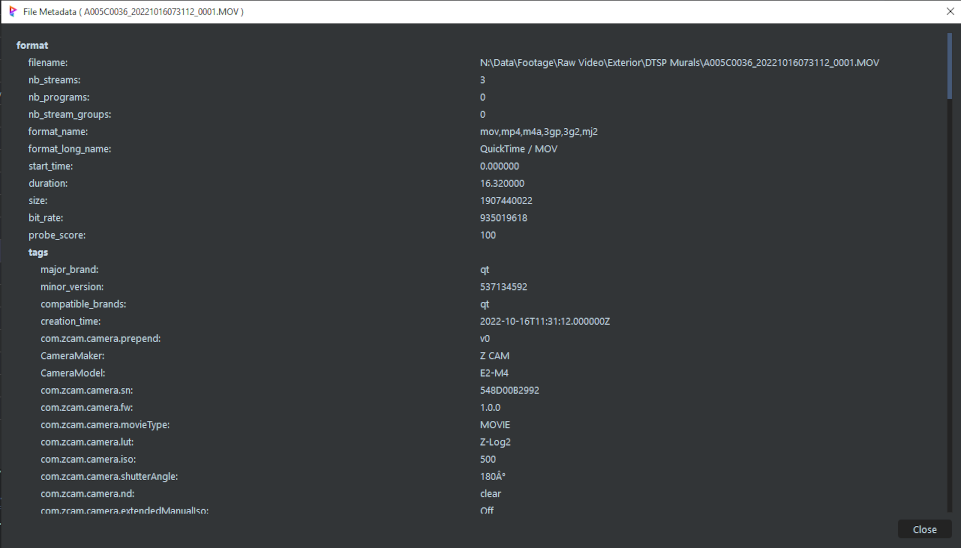 File Metadata ( A005C0036_20221016073112_0001.MOV )
format
filename: N:\Data\Footage\Raw Video\Exterior\DTSP Murals\A005C0036_20221016073112_0001.MOV
nb_streams: 3
nb_programs: 0
nb_stream_groups: 0
format_name: mov,mp4,m4a,3gp,3g2,mj2
format_long_name: QuickTime / MOV
start_time: 0.000000
duration: 16.320000
size: 1907440022
bit_rate: 935019618
probe_score: 100
tags
major_brand: qt
minor_version: 537134592
compatible_brands: qt
creation_time: 2022-10-16T11:31:12.000000Z
com.zcam.camera.prepend: v0
CameraMaker: Z CAM
CameraModel: E2-M4
com.zcam.camera.sn: 548D00B2992
com.zcam.camera.fw: 1.0.0
com.zcam.camera.movieType: MOVIE
com.zcam.camera.lut: Z-Log2
com.zcam.camera.iso: 500
com.zcam.camera.shutterAngle: 180Â°
com.zcam.camera.nd: clear
com.zcam.camera.extendedManualIso: Off
Close